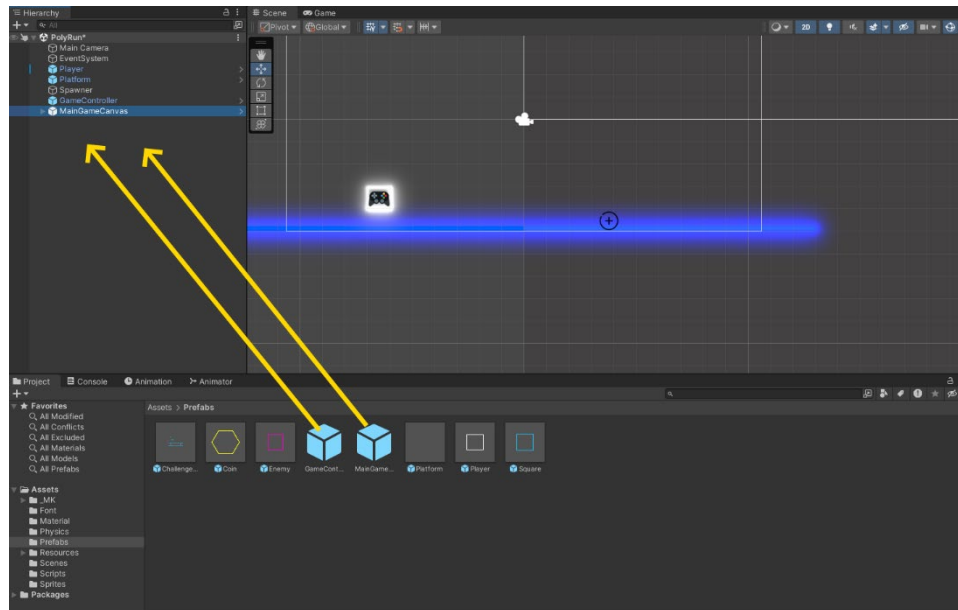 Hierarchy
All
PolyRun*
Main Camera
EventSystem
Player
Platform
Spawner
GameController
MainGameCanvas
Scene Game
Pivot Global
2D
Project Console Animation Animator
Favorites
All Modified
All Conflicts
All Excluded
All Materials
All Models
All Prefabs
Assets
_MK
Font
Material
Physics
Prefabs
Resources
Scenes
Scripts
Sprites
Packages
Assets > Prefabs
Challenge... Coin Enemy GameCont... MainGame... Platform Player Square